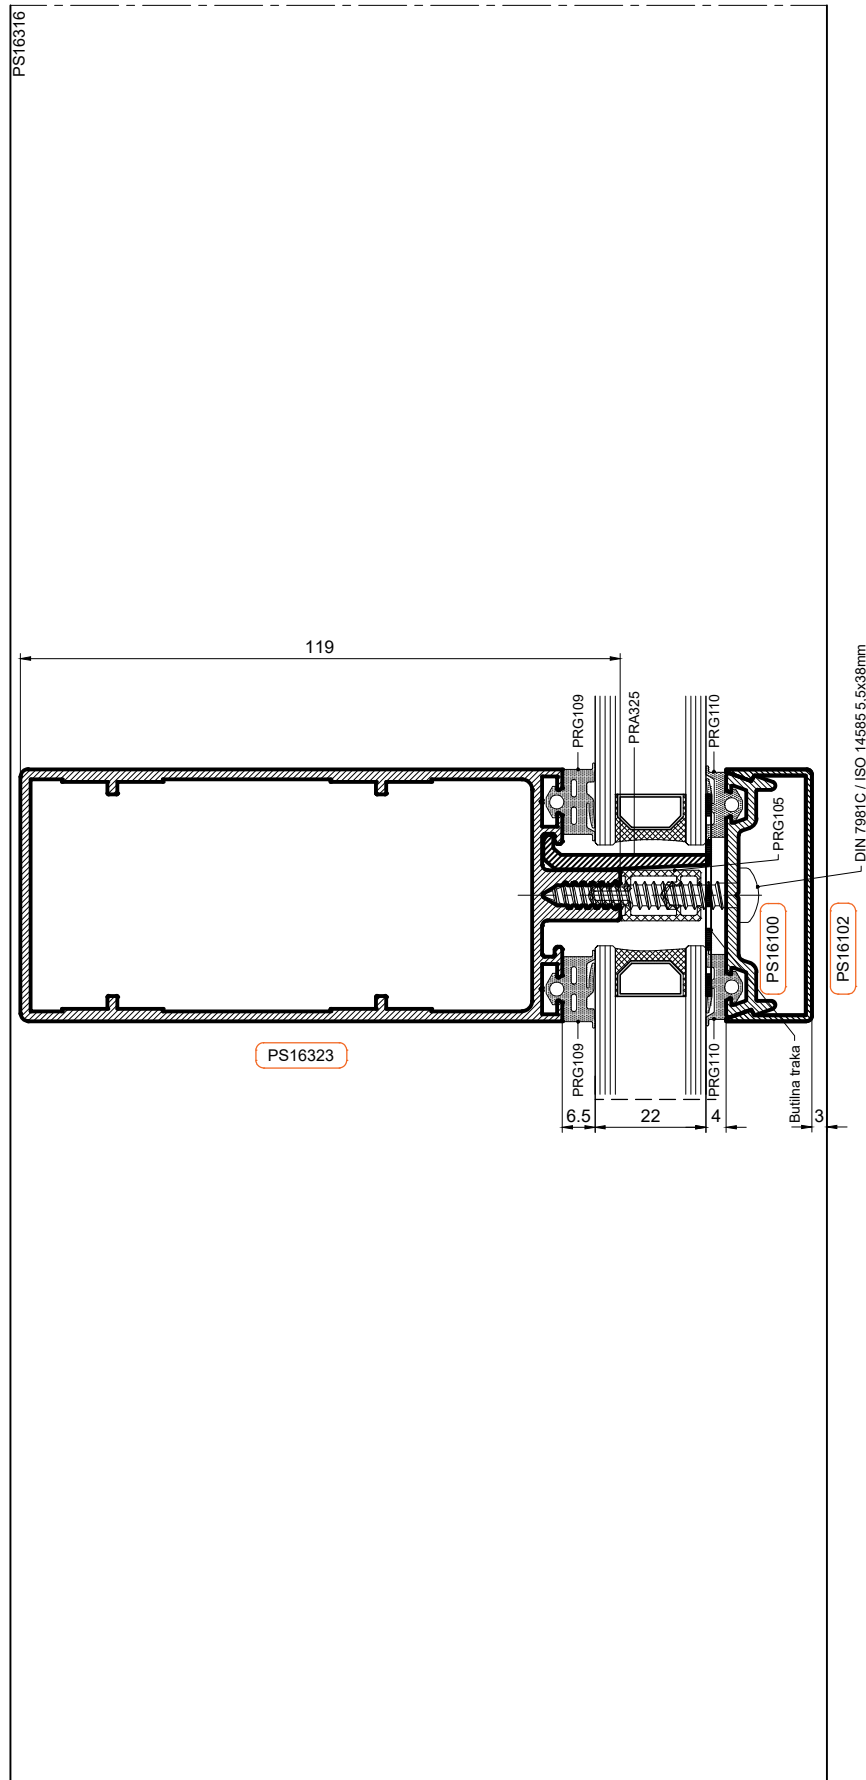 PS16316
119
PRG109
PRA325
PRG110
PRG105
DIN 7981C / ISO 14585 5.5x38mm
PS16100
PS16102
PS16323
PRG109
PRG110
Butilna traka
6.5
22
4
3